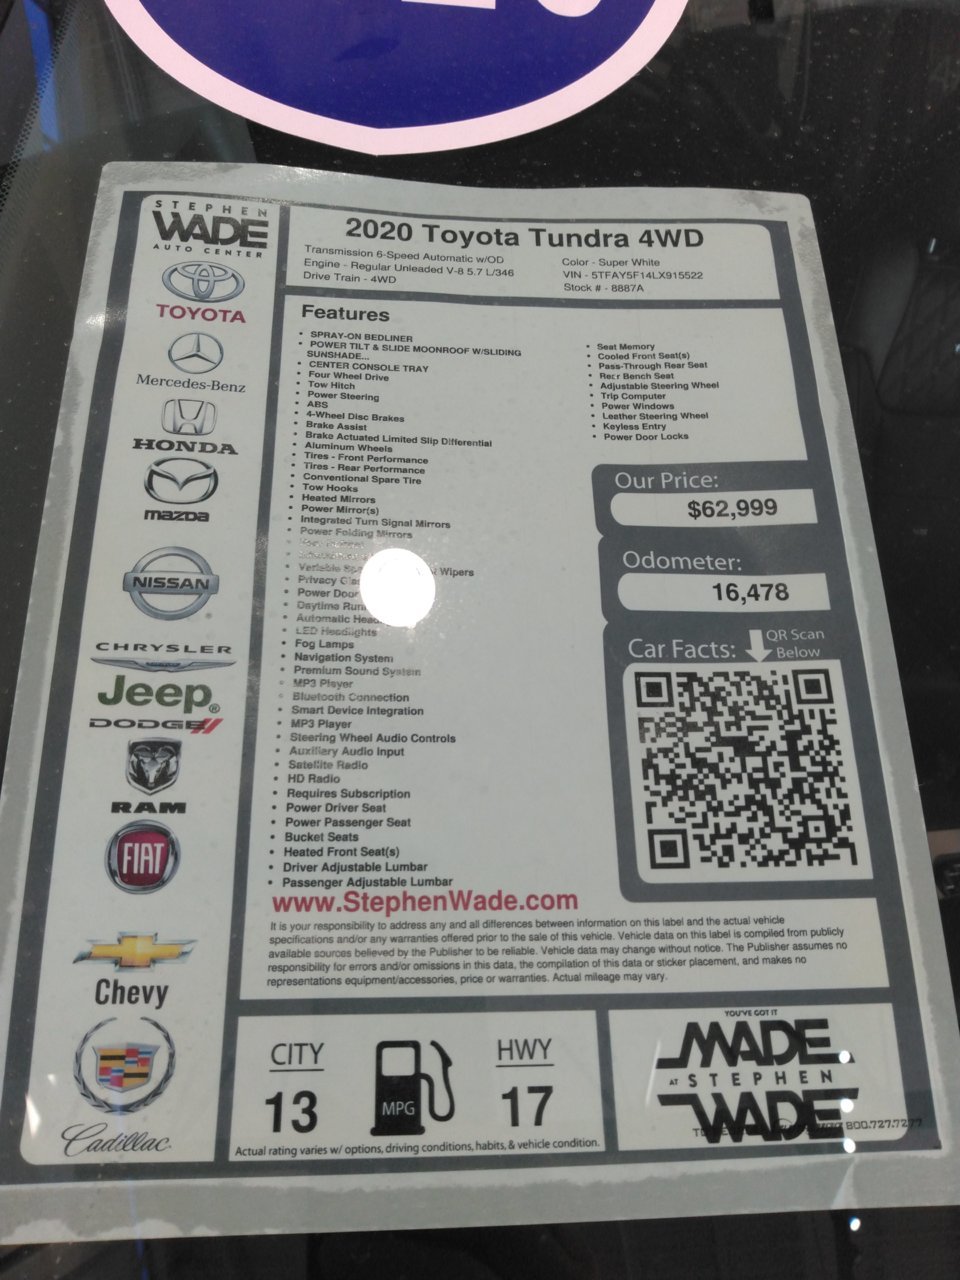 STEPHEN
WADE
AUTO CENTER
TOYOTA
Mercedes-Benz
HONDA
mazda
NISSAN
CHRYSLER
Jeep®
DODGE
RAM
FIAT
Chevy
Cadillac
2020 Toyota Tundra 4WD
Transmission 6-Speed Automatic w/OD
Engine - Regular Unleaded V-8 5.7 L/346
Drive Train - 4WD
Color - Super White
VIN - 5TFAY5F14LX915522
Stock # - 8887A
Features
• SPRAY-ON BEDLINER
• POWER TILT & SLIDE MOONROOF W/SLIDING
SUNSHADE...
• CENTER CONSOLE TRAY
• Four Wheel Drive
• Tow Hitch
• Power Steering
• ABS
• 4-Wheel Disc Brakes
• Brake Assist
• Brake Actuated Limited Slip Differential
• Aluminum Wheels
• Tires - Front Performance
• Tires - Rear Performance
• Conventional Spare Tire
• Tow Hooks
• Heated Mirrors
• Power Mirror(s)
• Integrated Turn Signal Mirrors
• Power Folding Mirrors
• Wipers
• Privacy
• Power Door
• Daytime
• Automatic
• LED Headlights
• Fog Lamps
• Navigation System
• Premium Sound System
• MP3 Player
• Bluetooth Connection
• Smart Device Integration
• MP3 Player
• Steering Wheel Audio Controls
• Auxiliary Audio Input
• Satellite Radio
• HD Radio
• Requires Subscription
• Power Driver Seat
• Power Passenger Seat
• Bucket Seats
• Heated Front Seat(s)
• Driver Adjustable Lumbar
• Passenger Adjustable Lumbar
• Seat Memory
• Cooled Front Seat(s)
• Pass-Through Rear Seat
• Rear Bench Seat
• Adjustable Steering Wheel
• Trip Computer
• Power Windows
• Leather Steering Wheel
• Keyless Entry
• Power Door Locks
Our Price:
$62,999
Odometer:
16,478
Car Facts:
QR Scan
Below
www.StephenWade.com
It is your responsibility to address any and all differences between information on this label and the actual vehicle
specifications and/or any warranties offered prior to the sale of this vehicle. Vehicle data on this label is compiled from publicly
available sources believed by the Publisher to be reliable. Vehicle data may change without notice. The Publisher assumes no
responsibility for errors and/or omissions in this data, the compilation of this data or sticker placement, and makes no
representations equipment/accessories, price or warranties. Actual mileage may vary.
CITY
13
MPG
HWY
17
Actual rating varies w/ options, driving conditions, habits, & vehicle condition.
YOU'VE GOT IT
MADE
AT STEPHEN
WADE
800.727.7277